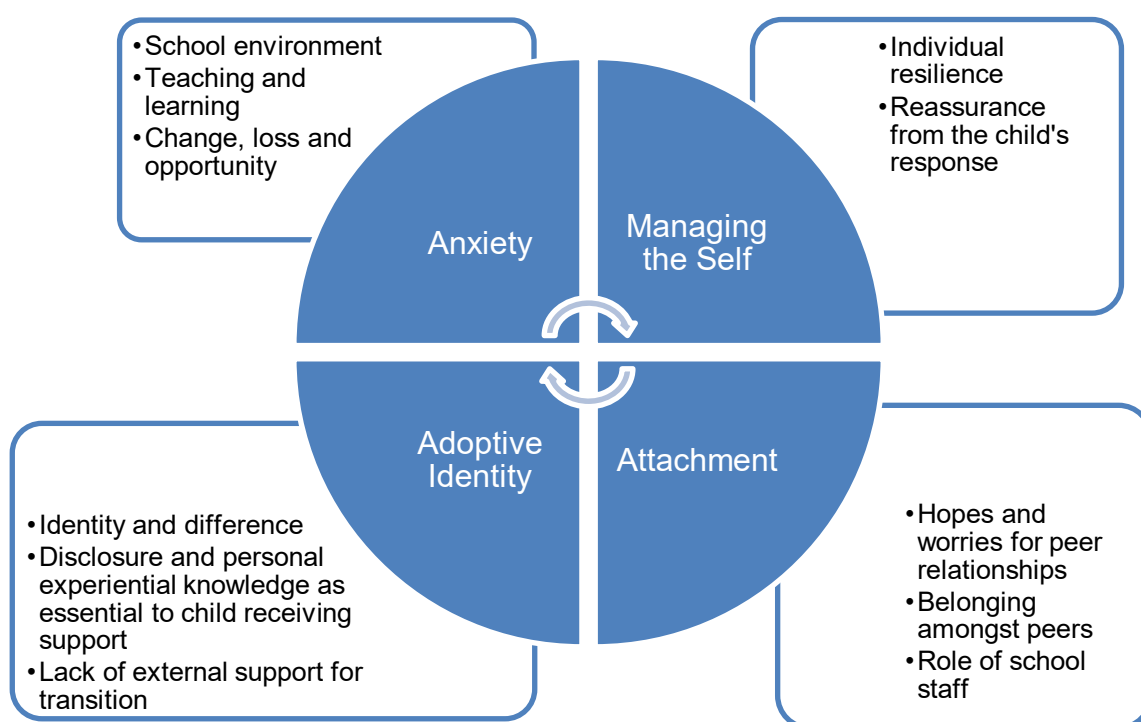 •School environment
•Teaching and
learning
•Change, loss and
opportunity
•Individual
resilience
•Reassurance
from the child's
response
Anxiety
Managing
the Self
Adoptive
Identity
Attachment
•Identity and difference
•Disclosure and personal
experiential knowledge as
essential to child receiving
support
•Lack of external support for
transition
•Hopes and
worries for peer
relationships
•Belonging
amongst peers
•Role of school
staff